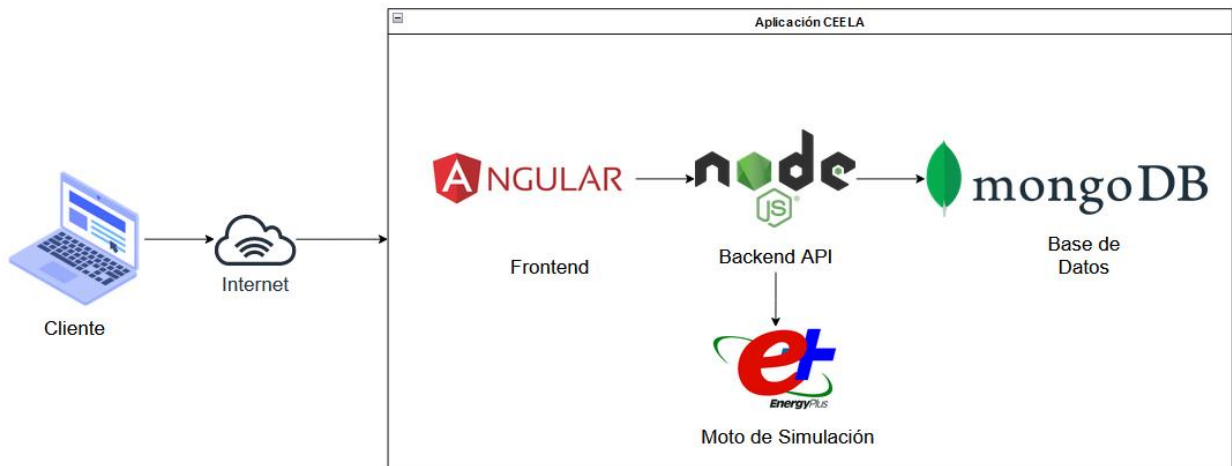 Aplicación CEELA
ANGULAR
node
JS
mongoDB
Frontend
Backend API
Base de
Datos
Internet
Cliente
e+
EnergyPlus
Moto de Simulación